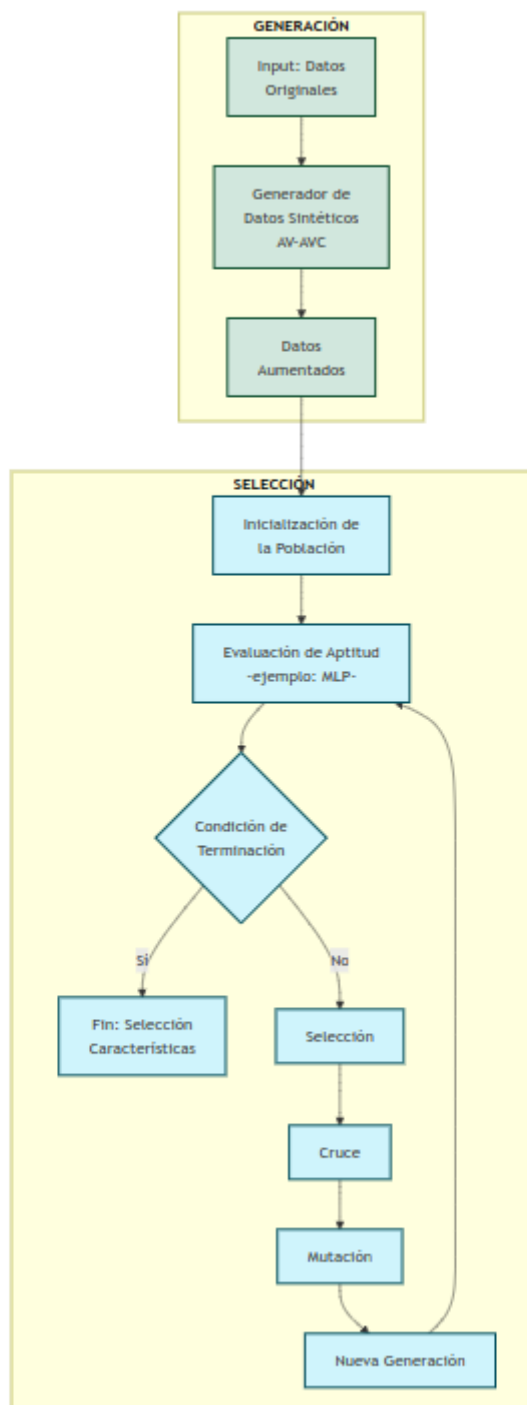 GENERACIÓN
Input: Datos
Originales
Generador de
Datos Sintéticos
AV-AVC
Datos
Aumentados
SELECCIÓN
Inicialización de
la Población
Evaluación de Aptitud
-ejemplo: MLP-
Condición de
Terminación
Sí
No
Fin: Selección
Características
Selección
Cruce
Mutación
Nueva Generación